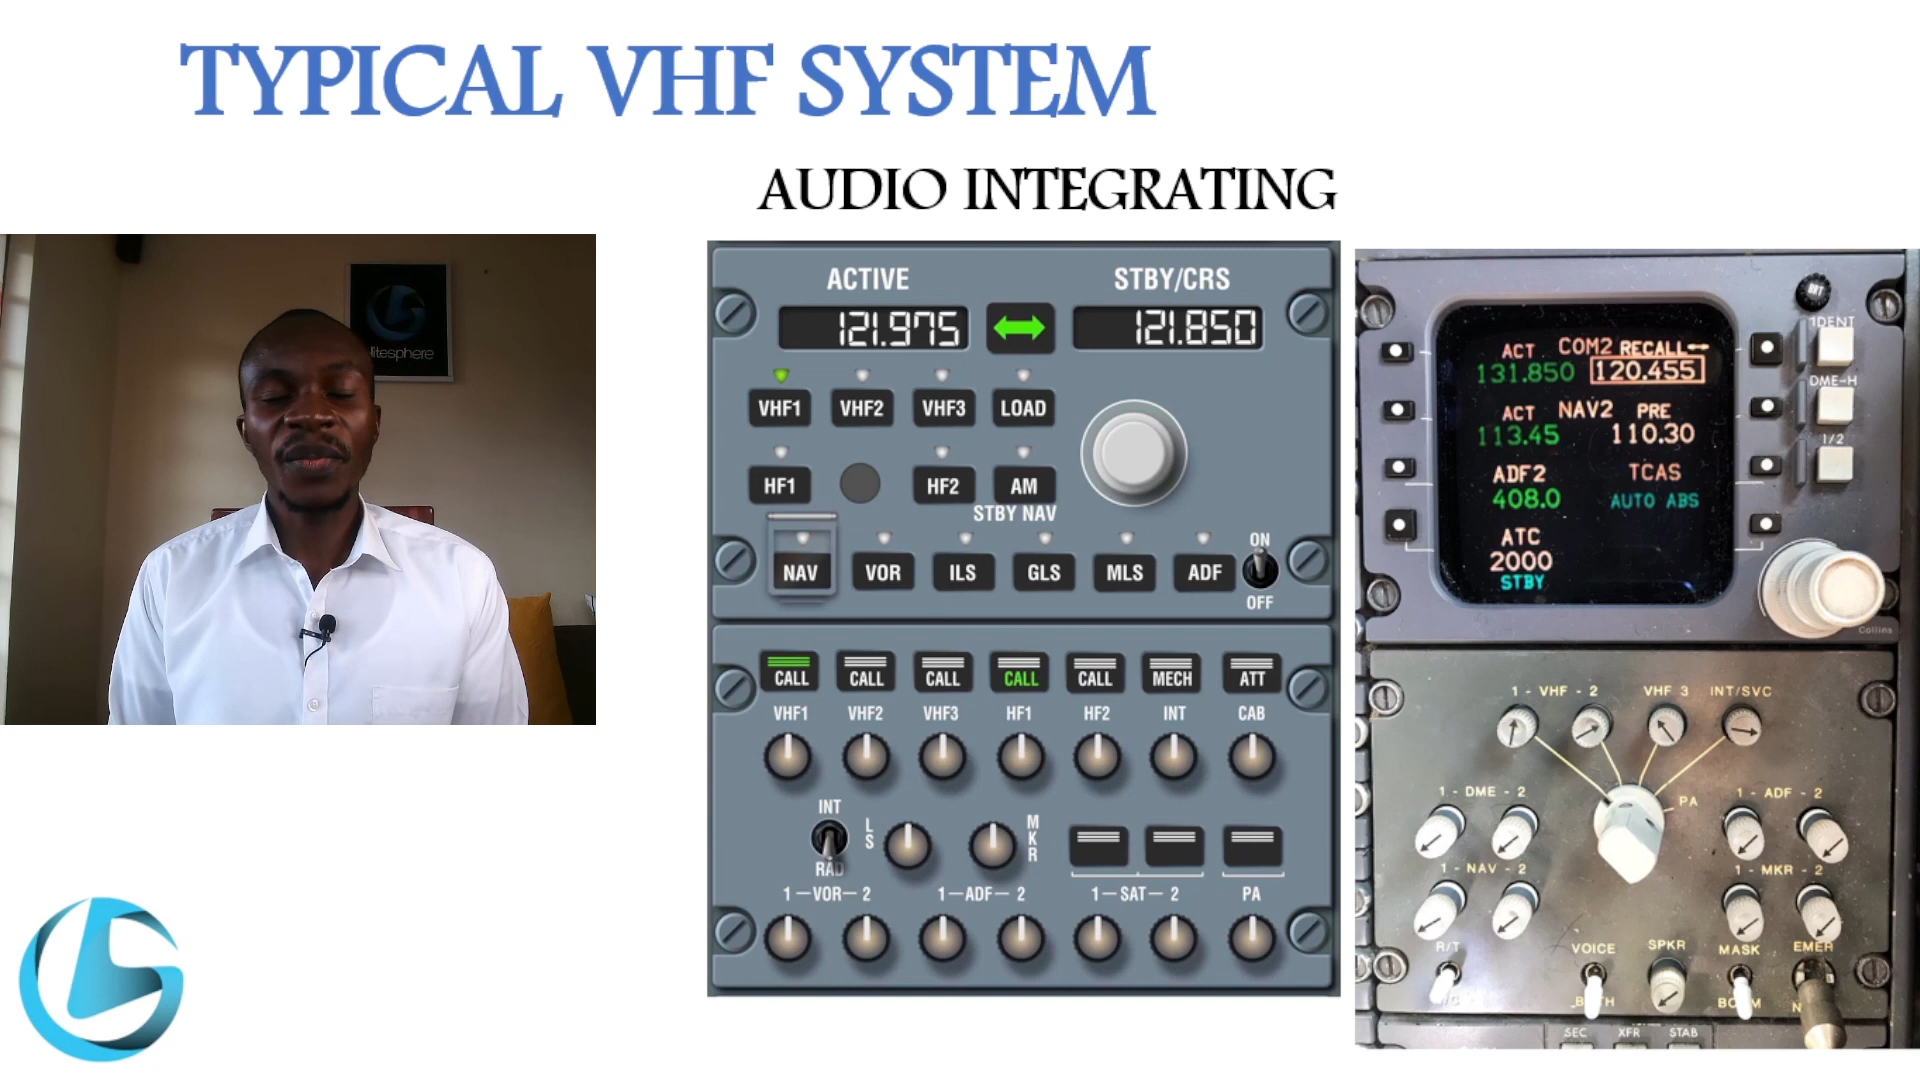 TYPICAL VHF SYSTEM
AUDIO INTEGRATING
litesphere
ACTIVE STBY/CRS
121.975 121.850
VHF1 VHF2 VHF3 LOAD
HF1 HF2 AM
STBY NAV
ON
NAV VOR ILS GLS MLS ADF
OFF
CALL CALL CALL CALL CALL MECH ATT
VHF1 VHF2 VHF3 HF1 HF2 INT CAB
INT
LS
MKR
RAD
1-VOR-2 1-ADF-2 1-SAT-2 PA
BRT
IDENT
ACT COM2 RECALL
131.850 120.455
DME-H
ACT NAV2 PRE
113.45 110.30
1/2
ADF2 TCAS
408.0 AUTO ABS
ATC
2000
STBY
Collins
1 - VHF - 2 VHF 3 INT/SVC
1 - DME - 2 PA 1 - ADF - 2
1 - NAV - 2 1 - MKR - 2
R/T VOICE SPKR MASK EMER
SEC XFR STAB